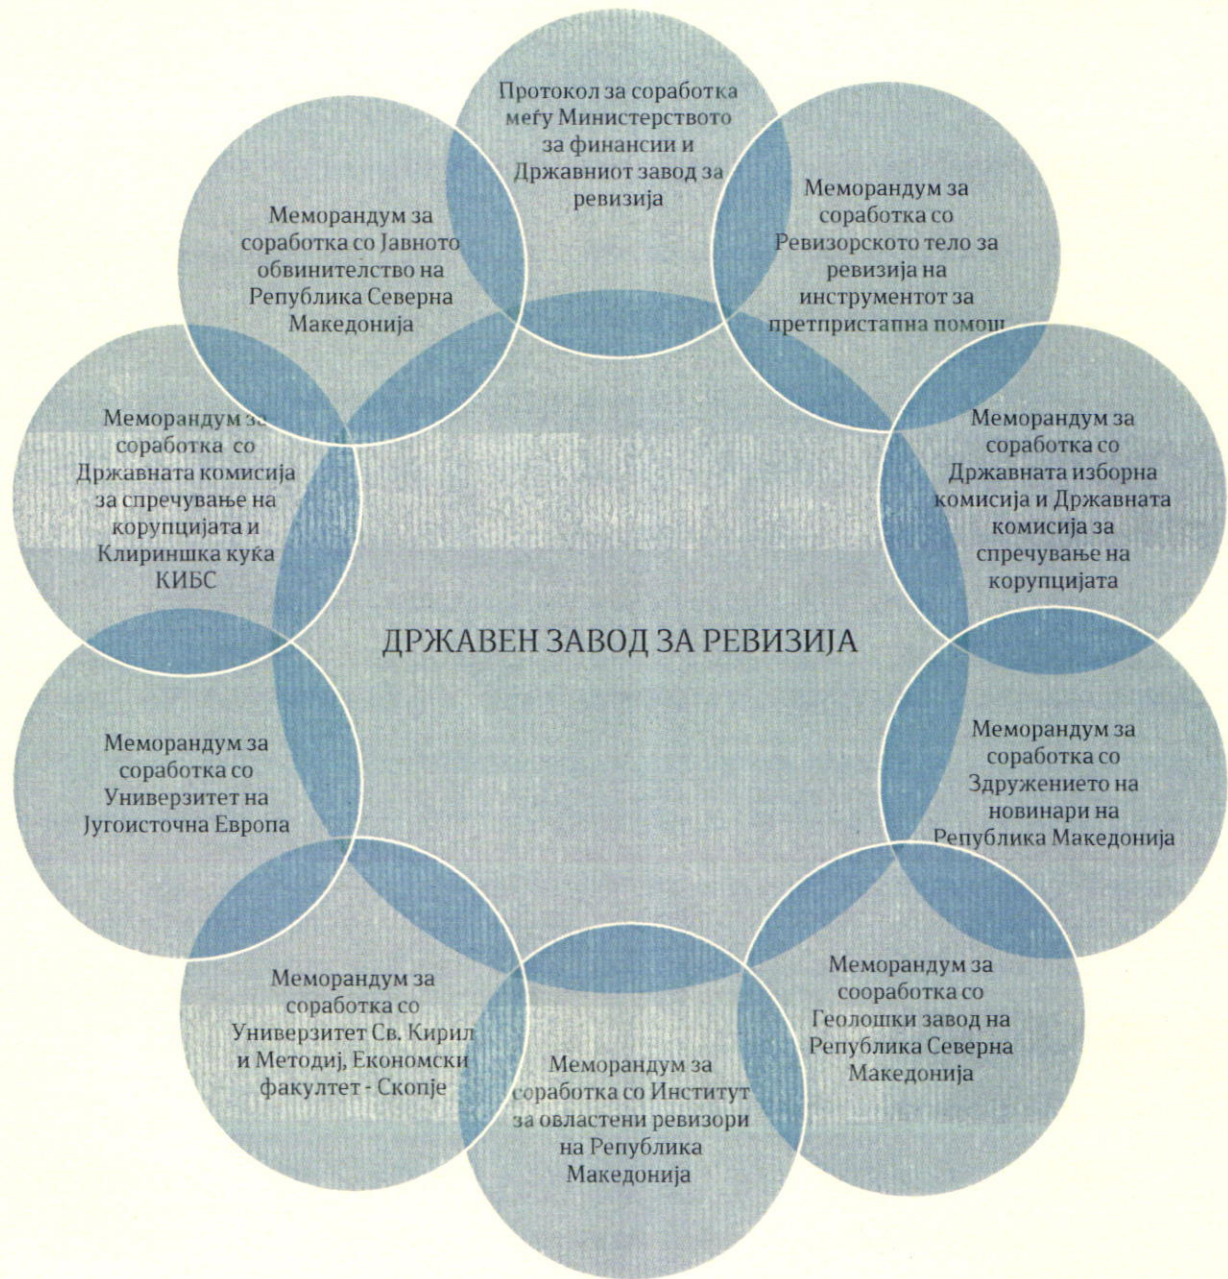 Протокол за соработка
меѓу Министерството
за финансии и
Државниот завод за
ревизија
Меморандум за
соработка со
Ревизорското тело за
ревизија на
инструментот за
претпристапна помош
Меморандум за
соработка со
Државната изборна
комисија и Државната
комисија за
спречување на
корупцијата
Меморандум за
соработка со
Здружението на
новинари на
Република Македонија
Меморандум за
сооработка со
Геолошки завод на
Република Северна
Македонија
Меморандум за
соработка со Институт
за овластени ревизори
на Република
Македонија
Меморандум за
соработка со
Универзитет Св. Кирил
и Методиј, Економски
факултет - Скопје
Меморандум за
соработка со
Универзитет на
Југоисточна Европа
Меморандум за
соработка со
Државната комисија
за спречување на
корупцијата и
Клириншка куќа
КИБС
Меморандум за
соработка со Јавното
обвинителство на
Република Северна
Македонија
ДРЖАВЕН ЗАВОД ЗА РЕВИЗИЈА